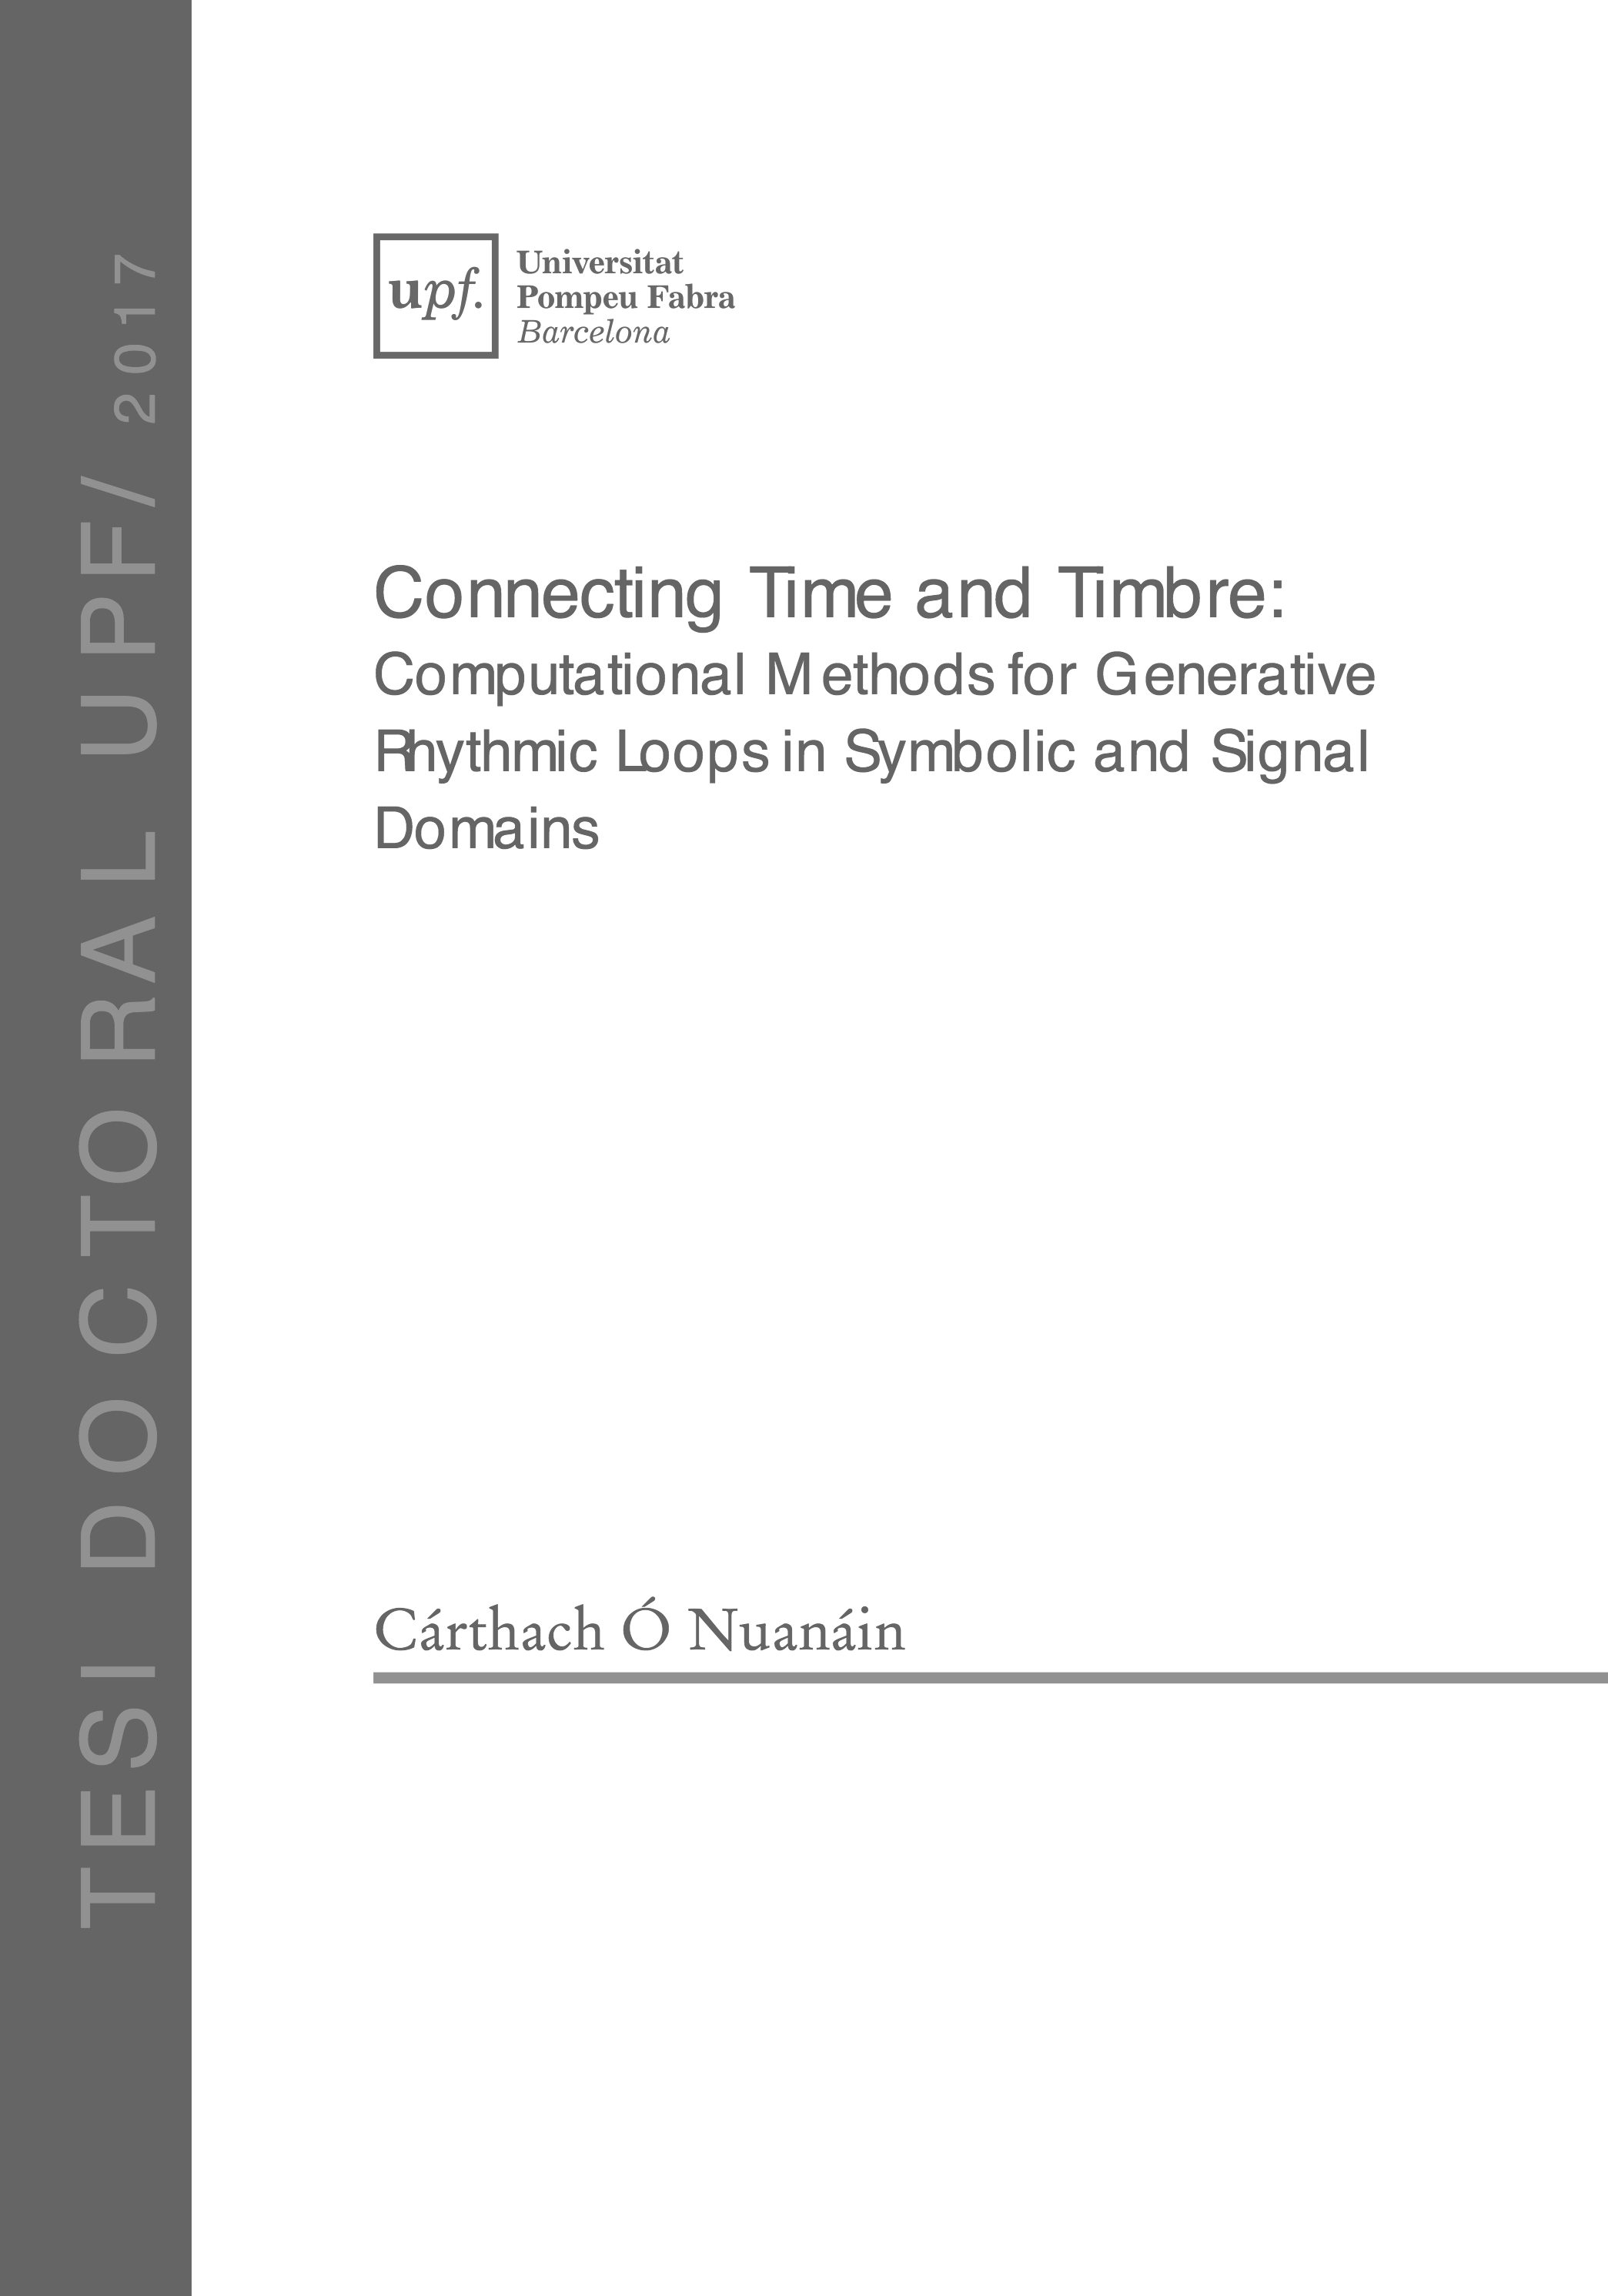 TESI DOCTORAL UPF/ 2017
upf.
Universitat
Pompeu Fabra
Barcelona
Connecting Time and Timbre:
Computational Methods for Generative
Rhythmic Loops in Symbolic and Signal
Domains
Cárthach Ó Nuanáin